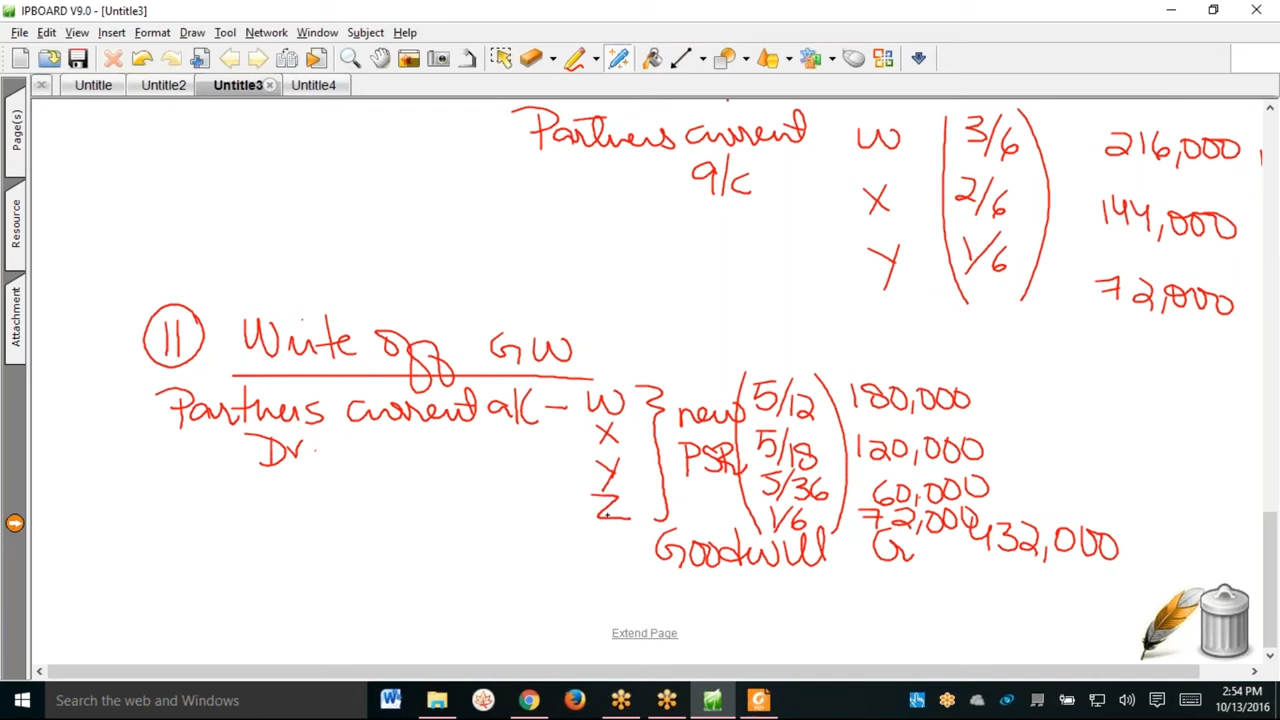 IPBOARD V9.0 - [Untitle3]
File Edit View Insert Format Draw Tool Network Window Subject Help
Untitle Untitle2 Untitle3 Untitle4
Page(s)
Resource
Attachment
Partners current W 3/6 216,000
a/c
X 2/6 144,000
Y 1/6 72,000
11 Write off GW
Partners current a/c - W new 5/12 180,000
Dr. X PSR 5/18 120,000
Y 5/36 60,000
Z 1/6 72,000
Goodwill Cr 432,000
Extend Page
Search the web and Windows
2:54 PM
10/13/2016